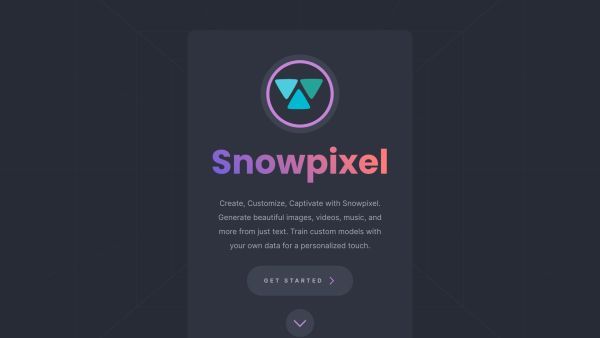 Snowpixel
Create, Customize, Captivate with Snowpixel.
Generate beautiful images, videos, music, and
more from just text. Train custom models with
your own data for a personalized touch.
GET STARTED